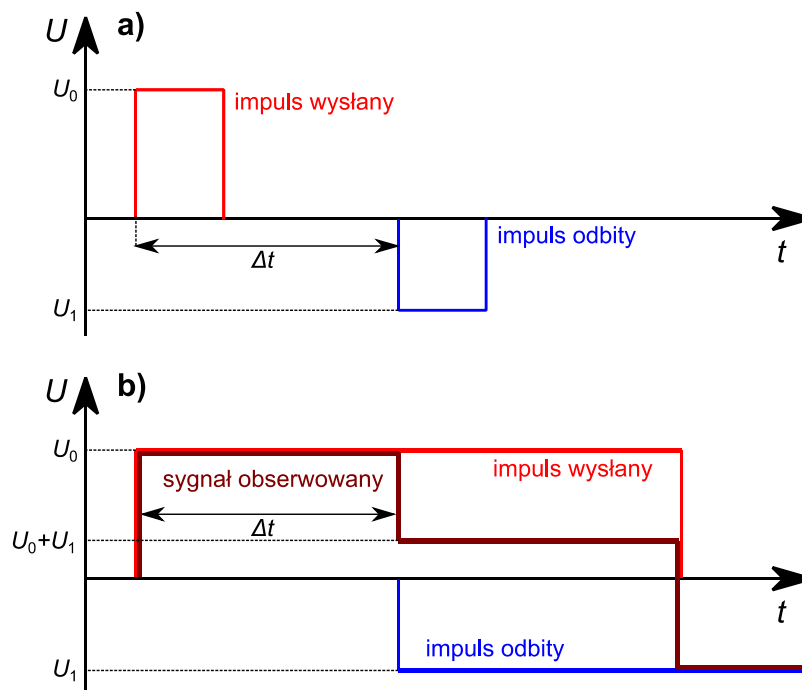 a)
U
U0
impuls wysłany
impuls odbity
Δt
t
U1
b)
U
U0
sygnał obserwowany
impuls wysłany
Δt
U0+U1
t
impuls odbity
U1